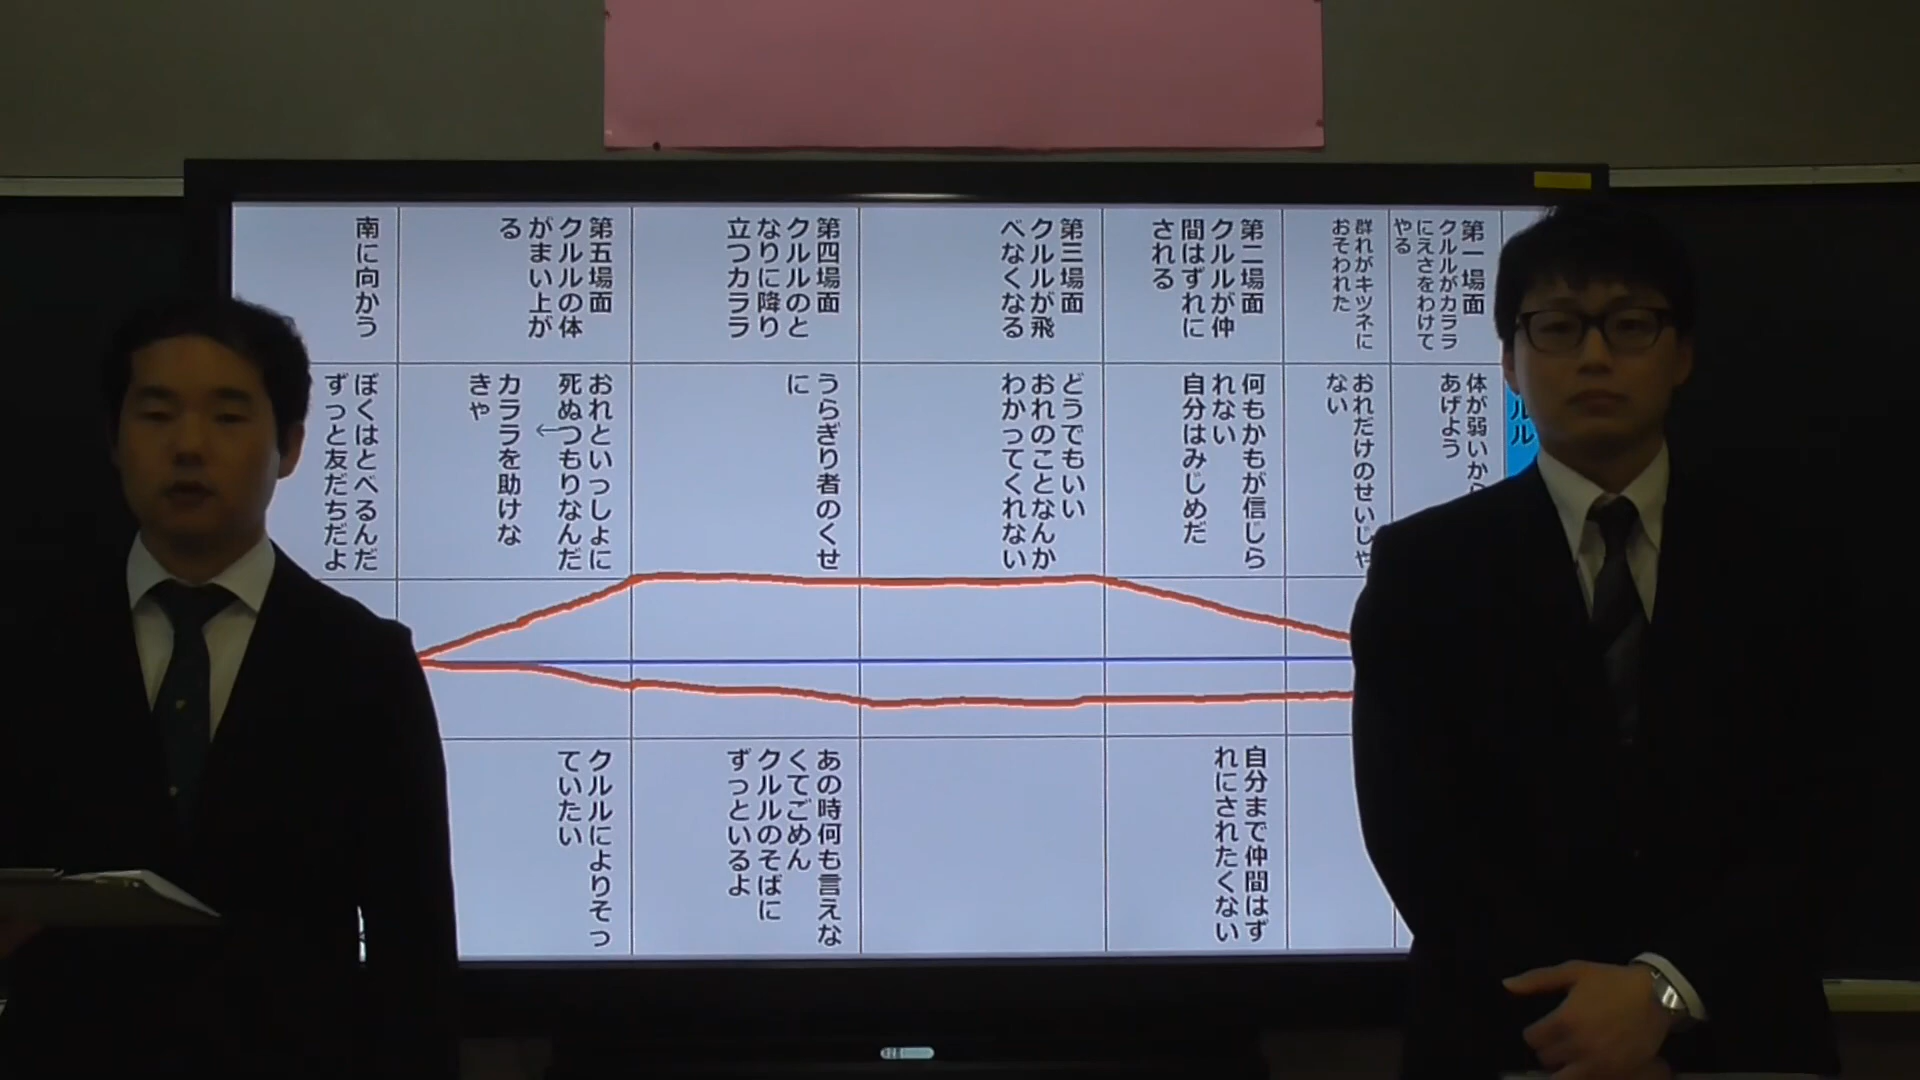 第一場面
クルルがカララ
にえさをわけて
やる
群れがキツネに
おそわれた
第二場面
クルルが仲
間はずれに
される
第三場面
クルルが飛
べなくなる
第四場面
クルルのと
なりに降り
立つカララ
第五場面
クルルの体
がまい上が
る
南に向かう
ルル
体が弱いから
あげよう
おれだけのせいじゃ
ない
何もかもが信じら
れない
自分はみじめだ
どうでもいい
おれのことなんか
わかってくれない
うらぎり者のくせ
に
おれといっしょに
死ぬつもりなんだ
↓
カララを助けな
きゃ
ぼくはとべるんだ
ずっと友だちだよ
自分まで仲間はず
れにされたくない
あの時何も言えな
くてごめん
クルルのそばに
ずっといるよ
クルルによりそっ
ていたい